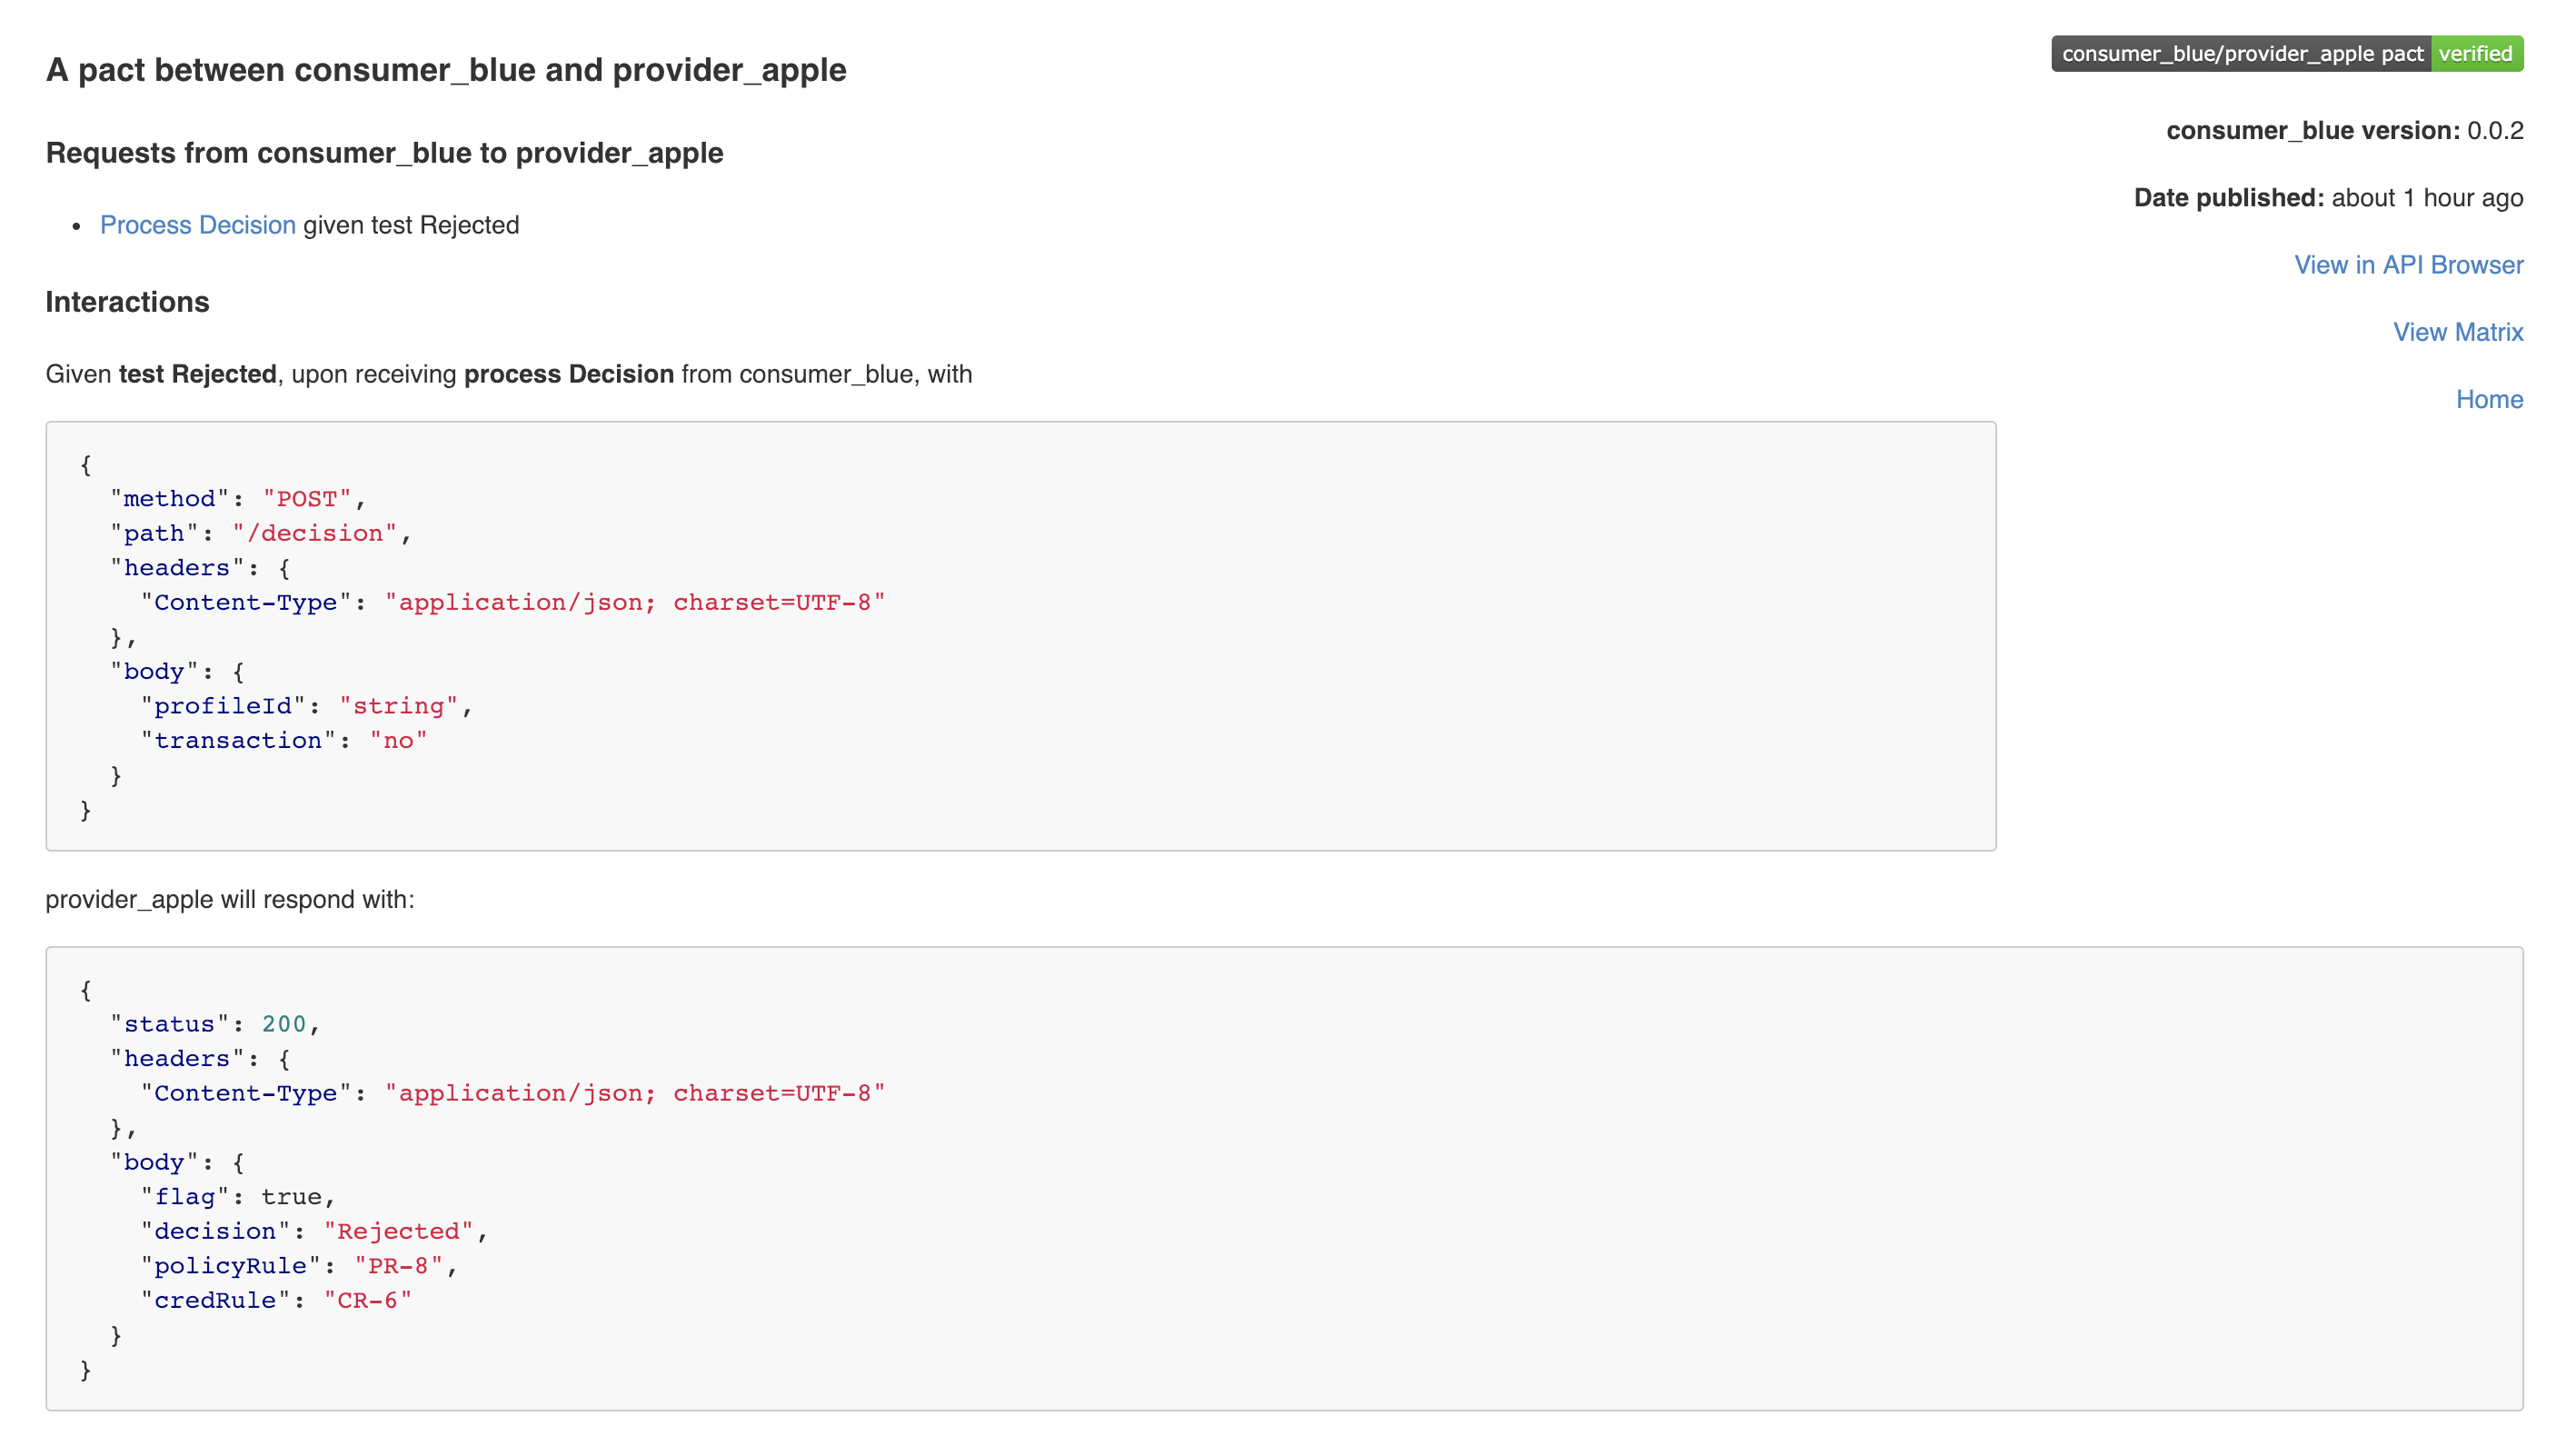 A pact between consumer_blue and provider_apple
consumer_blue/provider_apple pact verified
consumer_blue version: 0.0.2
Date published: about 1 hour ago
View in API Browser
View Matrix
Home
Requests from consumer_blue to provider_apple
• Process Decision given test Rejected
Interactions
Given test Rejected, upon receiving process Decision from consumer_blue, with
{
  "method": "POST",
  "path": "/decision",
  "headers": {
    "Content-Type": "application/json; charset=UTF-8"
  },
  "body": {
    "profileId": "string",
    "transaction": "no"
  }
}
provider_apple will respond with:
{
  "status": 200,
  "headers": {
    "Content-Type": "application/json; charset=UTF-8"
  },
  "body": {
    "flag": true,
    "decision": "Rejected",
    "policyRule": "PR-8",
    "credRule": "CR-6"
  }
}